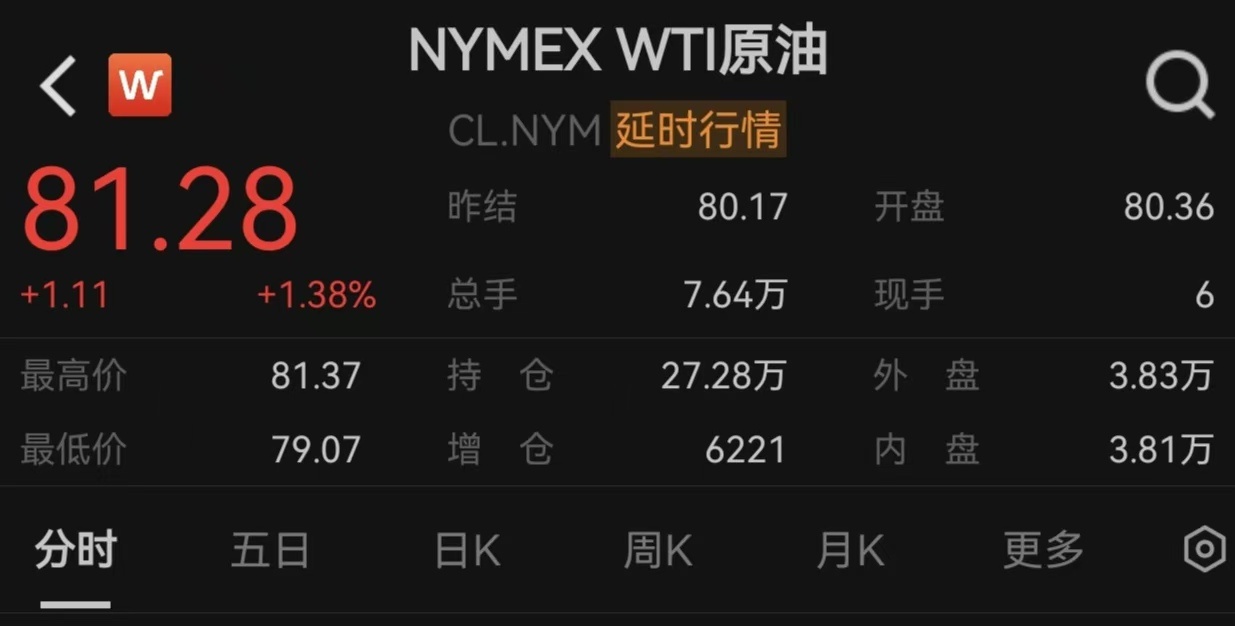 NYMEX WTI原油
W
CL.NYM 延时行情
81.28
+1.11 +1.38%
昨结 80.17 开盘 80.36
总手 7.64万 现手 6
最高价 81.37 持仓 27.28万 外盘 3.83万
最低价 79.07 增仓 6221 内盘 3.81万
分时 五日 日K 周K 月K 更多